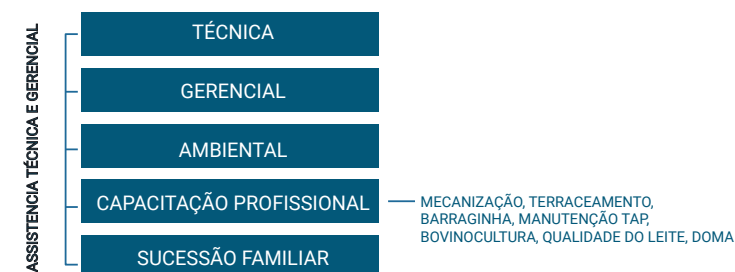 ASSISTENCIA TÉCNICA E GERENCIAL
TÉCNICA
GERENCIAL
AMBIENTAL
CAPACITAÇÃO PROFISSIONAL
MECANIZAÇÃO, TERRACEAMENTO,
BARRAGINHA, MANUTENÇÃO TAP,
BOVINOCULTURA, QUALIDADE DO LEITE, DOMA
SUCESSÃO FAMILIAR